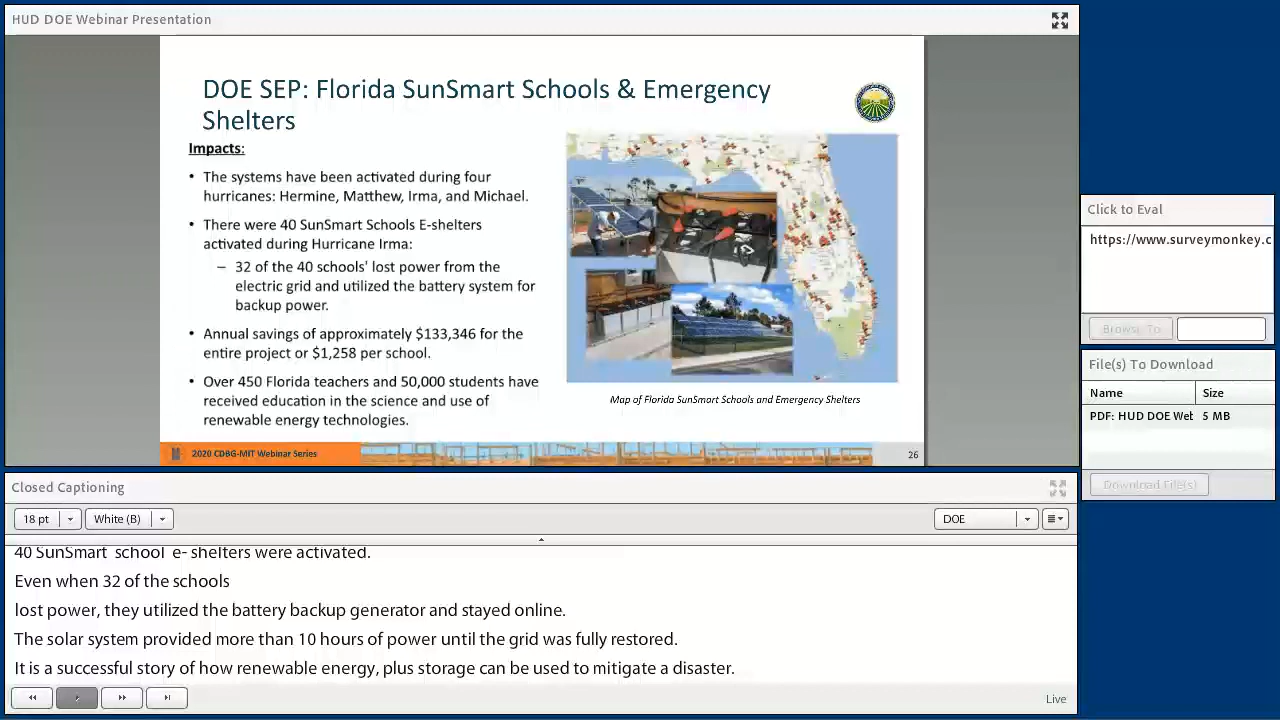 HUD DOE Webinar Presentation
DOE SEP: Florida SunSmart Schools & Emergency
Shelters
Impacts:
• The systems have been activated during four
hurricanes: Hermine, Matthew, Irma, and Michael.
• There were 40 SunSmart Schools E-shelters
activated during Hurricane Irma:
– 32 of the 40 schools' lost power from the
electric grid and utilized the battery system for
backup power.
• Annual savings of approximately $133,346 for the
entire project or $1,258 per school.
• Over 450 Florida teachers and 50,000 students have
received education in the science and use of
renewable energy technologies.
Map of Florida SunSmart Schools and Emergency Shelters
2020 CDBG-MIT Webinar Series
26
Click to Eval
https://www.surveymonkey.c
Browse To
File(s) To Download
Name Size
PDF: HUD DOE Wet 5 MB
Download File(s)
Closed Captioning
18 pt White (B) DOE
40 SunSmart school e- shelters were activated.
Even when 32 of the schools
lost power, they utilized the battery backup generator and stayed online.
The solar system provided more than 10 hours of power until the grid was fully restored.
It is a successful story of how renewable energy, plus storage can be used to mitigate a disaster.
Live